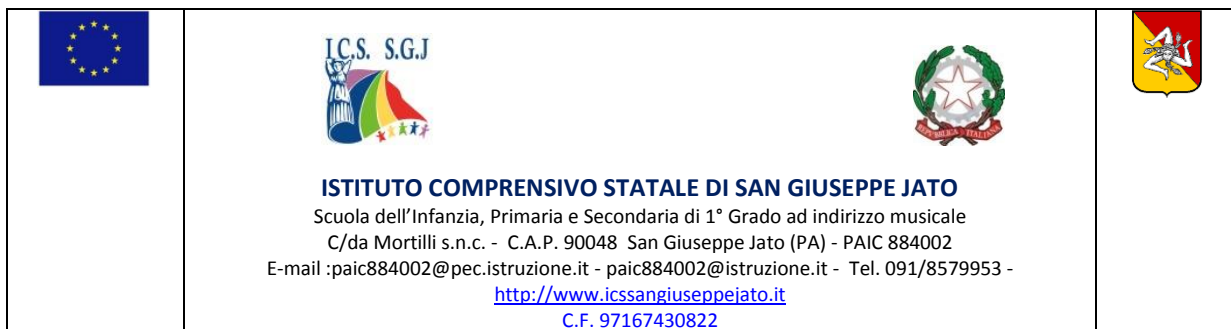 I.C.S. S.G.J
REPVBBLICA ITALIANA
ISTITUTO COMPRENSIVO STATALE DI SAN GIUSEPPE JATO
Scuola dell'Infanzia, Primaria e Secondaria di 1° Grado ad indirizzo musicale
C/da Mortilli s.n.c. - C.A.P. 90048 San Giuseppe Jato (PA) - PAIC 884002
E-mail :paic884002@pec.istruzione.it - paic884002@istruzione.it - Tel. 091/8579953 -
http://www.icssangiuseppejato.it
C.F. 97167430822